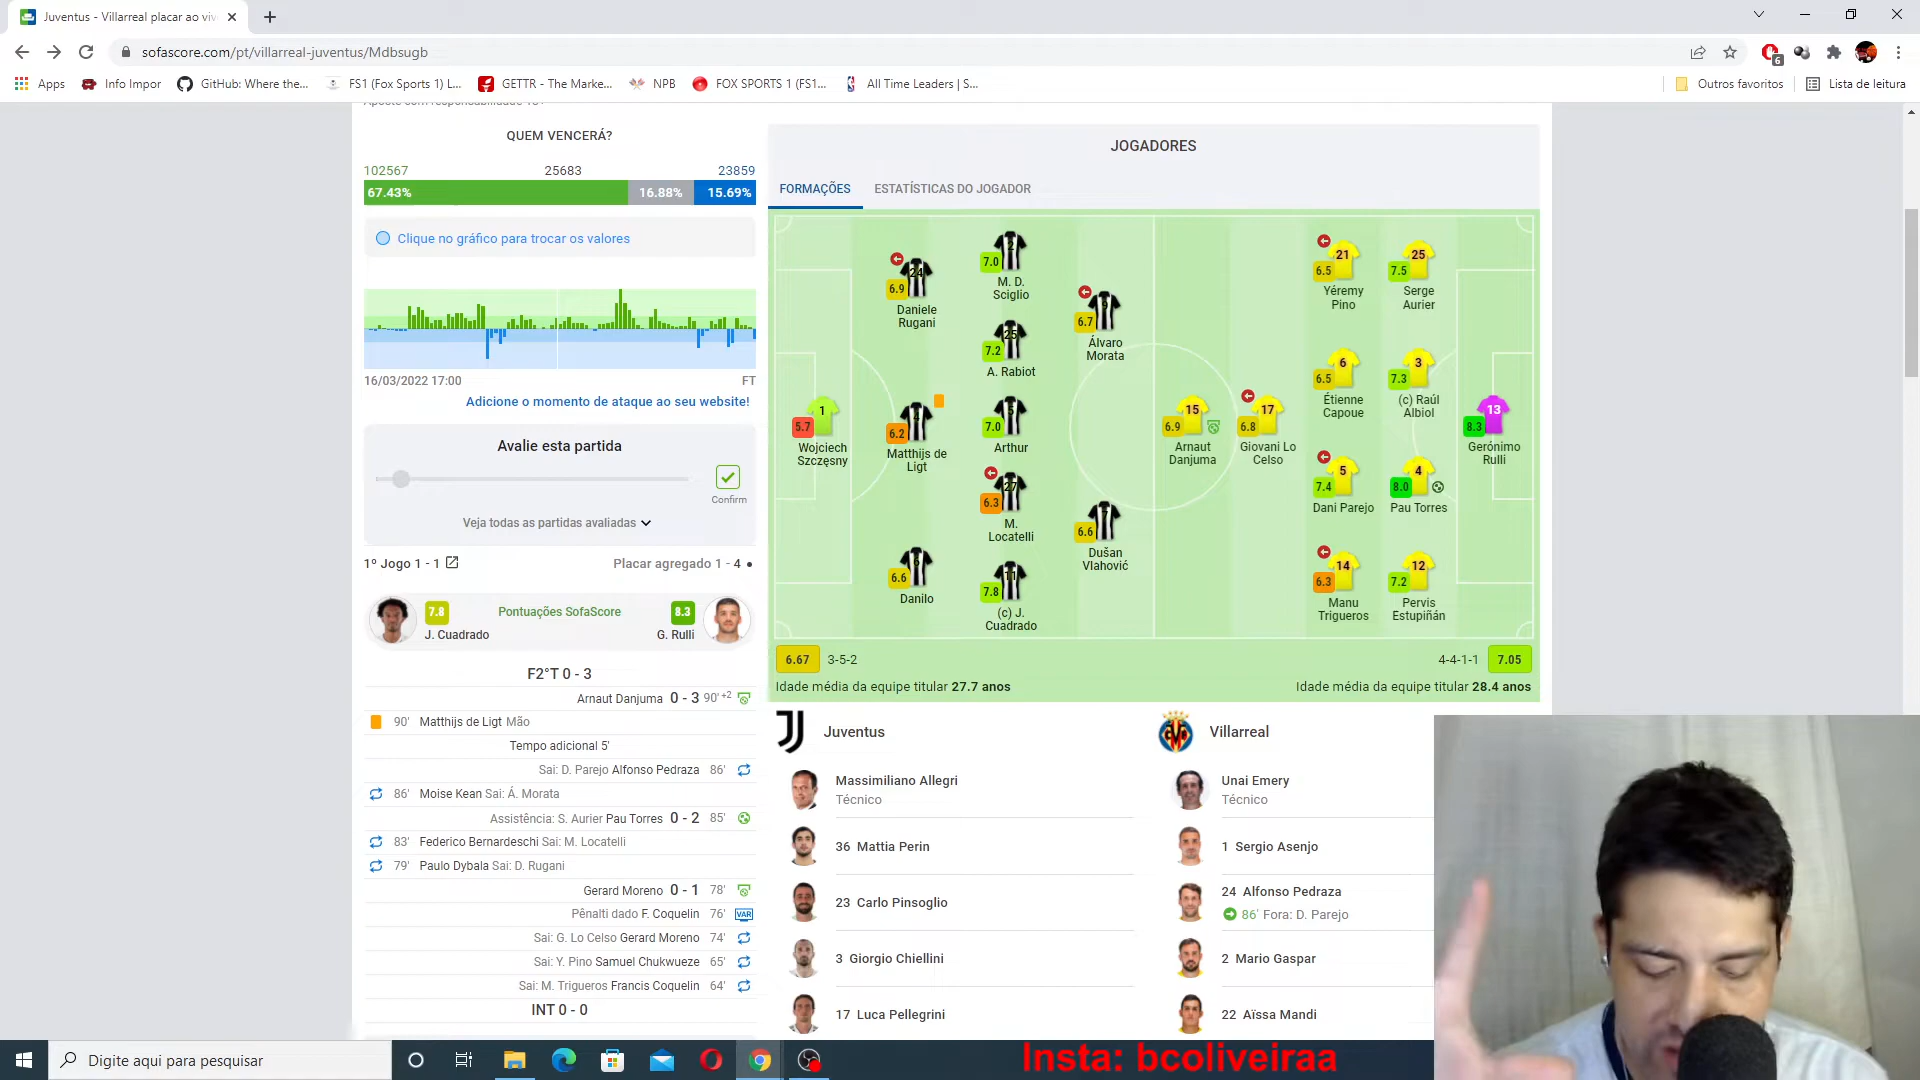 Juventus - Villarreal placar ao viv
sofascore.com/pt/villarreal-juventus/Mdbsugb
6
Apps
Info Impor
GitHub: Where the...
FS1 (Fox Sports 1) L...
GETTR - The Marke...
NPB
FOX SPORTS 1 (FS1...
All Time Leaders | S...
Outros favoritos
Lista de leitura
Aposte com responsabilidade 18+
QUEM VENCERÁ?
102567 25683 23859
67.43% 16.88% 15.69%
Clique no gráfico para trocar os valores
16/03/2022 17:00 FT
Adicione o momento de ataque ao seu website!
Avalie esta partida
Confirm
Veja todas as partidas avaliadas
1º Jogo 1 - 1 Placar agregado 1 - 4
7.8 Pontuações SofaScore 8.3
J. Cuadrado G. Rulli
F2°T 0 - 3
Arnaut Danjuma 0 - 3 90' +2
90' Matthijs de Ligt Mão
Tempo adicional 5'
Sai: D. Parejo Alfonso Pedraza 86'
86' Moise Kean Sai: Á. Morata
Assistência: S. Aurier Pau Torres 0 - 2 85'
83' Federico Bernardeschi Sai: M. Locatelli
79' Paulo Dybala Sai: D. Rugani
Gerard Moreno 0 - 1 78'
Pênalti dado F. Coquelin 76' VAR
Sai: G. Lo Celso Gerard Moreno 74'
Sai: Y. Pino Samuel Chukwueze 65'
Sai: M. Trigueros Francis Coquelin 64'
INT 0 - 0
JOGADORES
FORMAÇÕES ESTATÍSTICAS DO JOGADOR
1
5.7
Wojciech
Szczęsny
24
6.9
Daniele
Rugani
4
6.2
Matthijs de
Ligt
6
6.6
Danilo
2
7.0
M. D.
Sciglio
25
7.2
A. Rabiot
5
7.0
Arthur
27
6.3
M.
Locatelli
11
7.8
(c) J.
Cuadrado
9
6.7
Álvaro
Morata
7
6.6
Dušan
Vlahović
15
6.9
Arnaut
Danjuma
17
6.8
Giovani Lo
Celso
21
6.5
Yéremy
Pino
6
6.5
Étienne
Capoue
5
7.4
Dani Parejo
14
6.3
Manu
Trigueros
25
7.5
Serge
Aurier
3
7.3
(c) Raúl
Albiol
4
8.0
Pau Torres
12
7.2
Pervis
Estupiñán
13
8.3
Gerónimo
Rulli
6.67 3-5-2 4-4-1-1 7.05
Idade média da equipe titular 27.7 anos Idade média da equipe titular 28.4 anos
Juventus
Massimiliano Allegri
Técnico
36 Mattia Perin
23 Carlo Pinsoglio
3 Giorgio Chiellini
17 Luca Pellegrini
Villarreal
Unai Emery
Técnico
1 Sergio Asenjo
24 Alfonso Pedraza
86' Fora: D. Parejo
2 Mario Gaspar
22 Aïssa Mandi
Digite aqui para pesquisar
Insta: bcoliveiraa